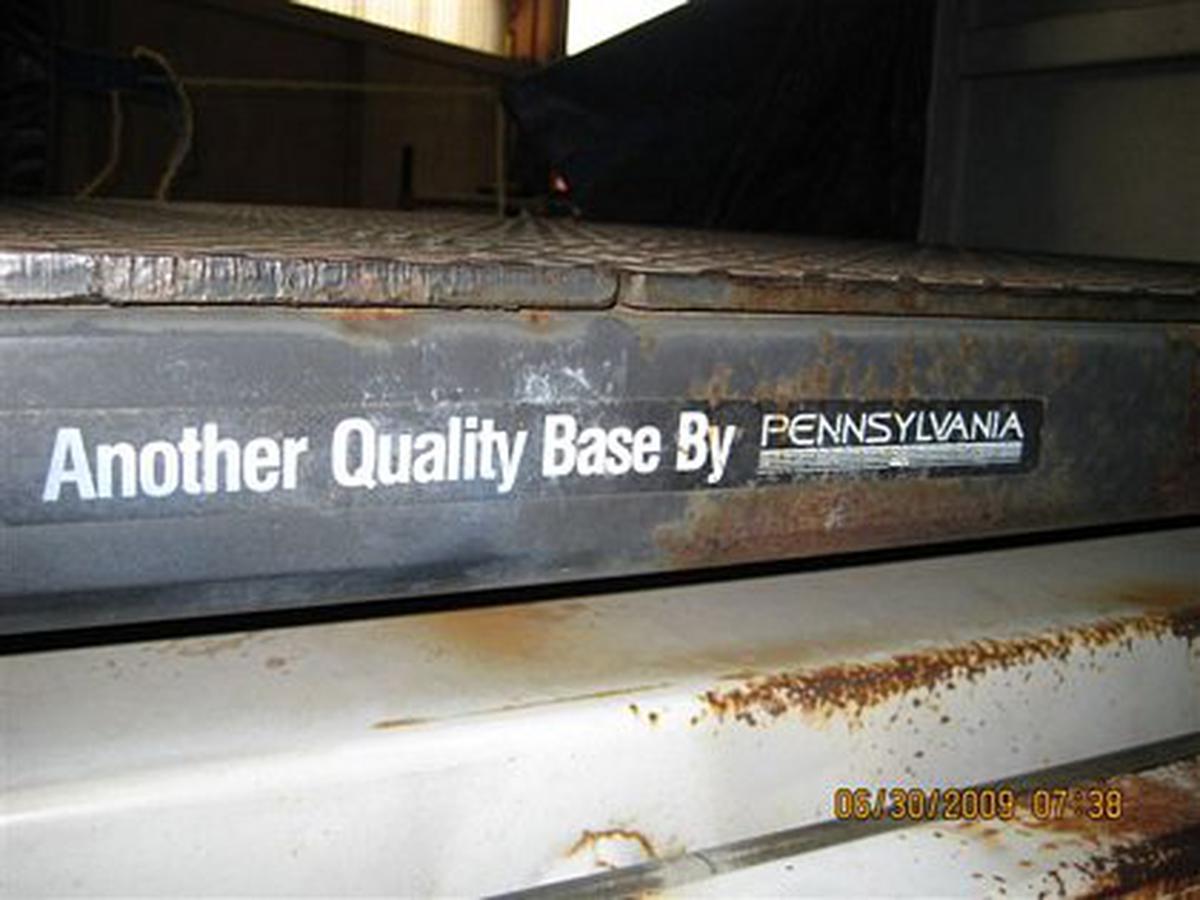 Another Quality Base By PENNSYLVANIA
06/30/2009 07:38